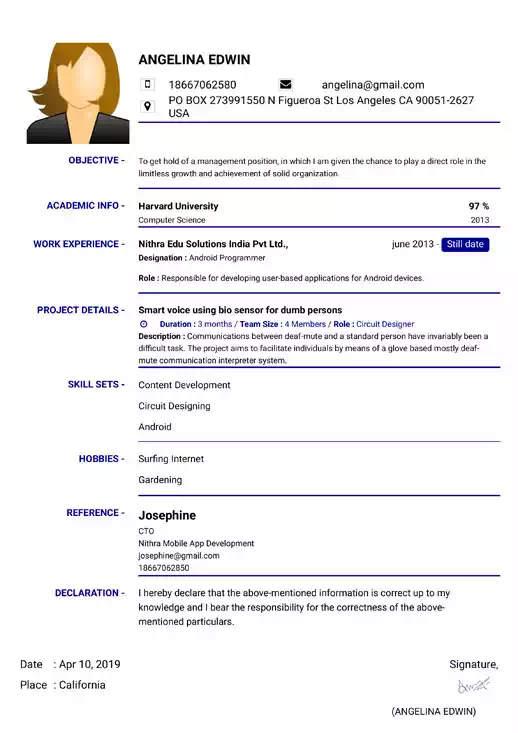 ANGELINA EDWIN
18667062580 angelina@gmail.com
PO BOX 273991550 N Figueroa St Los Angeles CA 90051-2627
USA
OBJECTIVE - To get hold of a management position, in which I am given the chance to play a direct role in the
limitless growth and achievement of solid organization.
ACADEMIC INFO - Harvard University 97 %
Computer Science 2013
WORK EXPERIENCE - Nithra Edu Solutions India Pvt Ltd., june 2013 - Still date
Designation : Android Programmer
Role : Responsible for developing user-based applications for Android devices.
PROJECT DETAILS - Smart voice using bio sensor for dumb persons
Duration : 3 months / Team Size : 4 Members / Role : Circuit Designer
Description : Communications between deaf-mute and a standard person have invariably been a
difficult task. The project aims to facilitate individuals by means of a glove based mostly deaf-
mute communication interpreter system.
SKILL SETS - Content Development
Circuit Designing
Android
HOBBIES - Surfing Internet
Gardening
REFERENCE - Josephine
CTO
Nithra Mobile App Development
josephine@gmail.com
18667062850
DECLARATION - I hereby declare that the above-mentioned information is correct up to my
knowledge and I bear the responsibility for the correctness of the above-
mentioned particulars.
Date : Apr 10, 2019 Signature,
Place : California
(ANGELINA EDWIN)